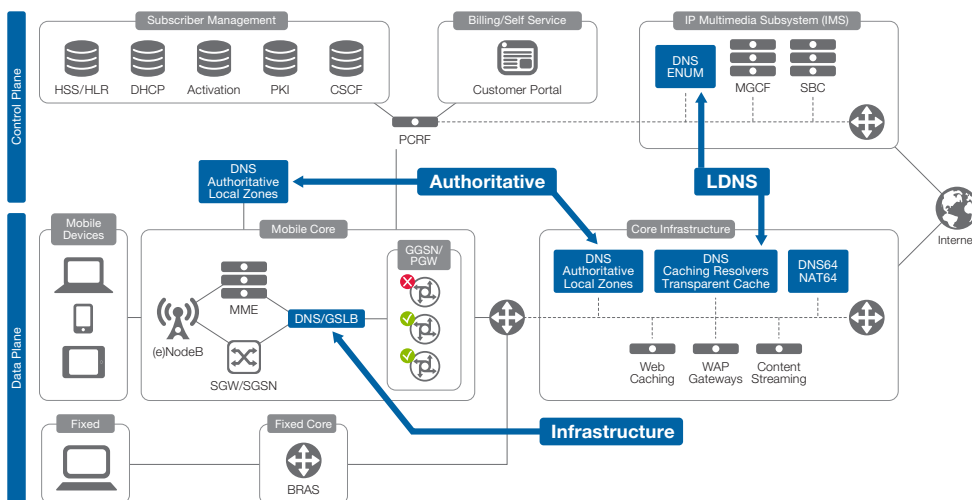 Control Plane
Subscriber Management
HSS/HLR
DHCP
Activation
PKI
CSCF
Billing/Self Service
Customer Portal
IP Multimedia Subsystem (IMS)
DNS
ENUM
MGCF
SBC
PCRF
DNS
Authoritative
Local Zones
Authoritative
LDNS
Internet
Data Plane
Mobile
Devices
Mobile Core
(e)NodeB
MME
SGW/SGSN
DNS/GSLB
GGSN/
PGW
Core Infrastructure
DNS
Authoritative
Local Zones
DNS
Caching Resolvers
Transparent Cache
DNS64
NAT64
Web
Caching
WAP
Gateways
Content
Streaming
Infrastructure
Fixed
Fixed Core
BRAS